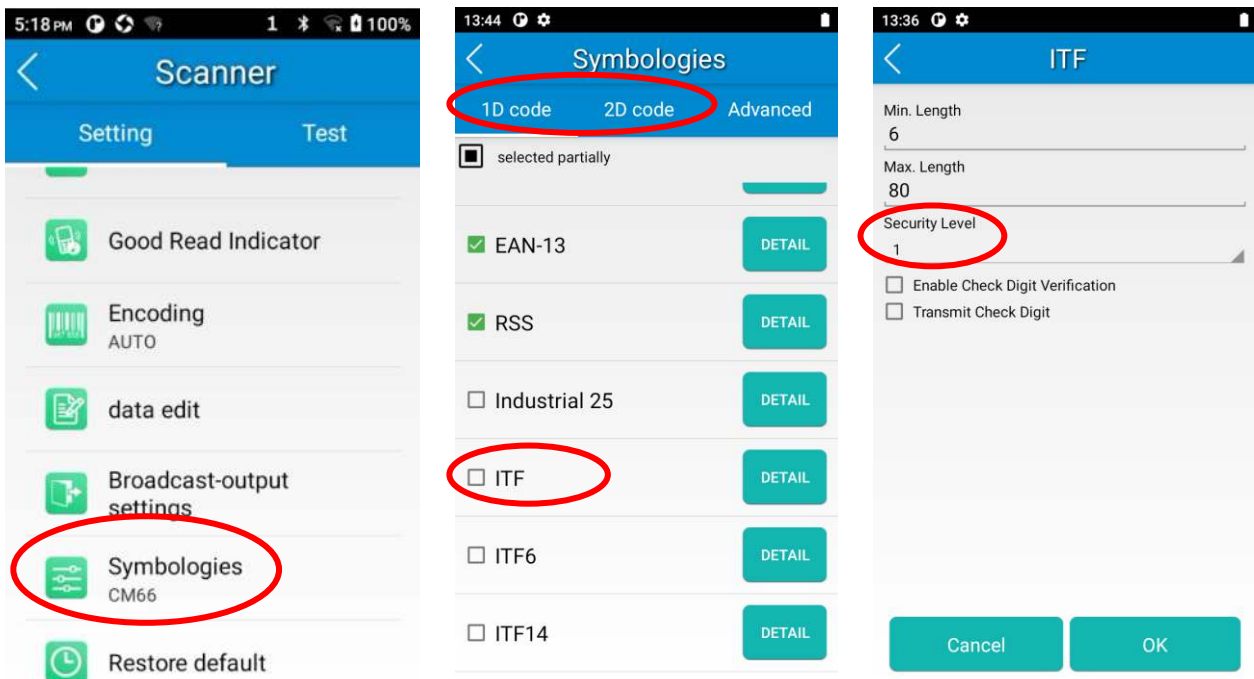 5:18 PM 1 100%
Scanner
Setting Test
Good Read Indicator
Encoding
AUTO
data edit
Broadcast-output
settings
Symbologies
CM66
Restore default
13:44
Symbologies
1D code 2D code Advanced
selected partially
EAN-13 DETAIL
RSS DETAIL
Industrial 25 DETAIL
ITF DETAIL
ITF6 DETAIL
ITF14 DETAIL
13:36
ITF
Min. Length
6
Max. Length
80
Security Level
1
Enable Check Digit Verification
Transmit Check Digit
Cancel OK